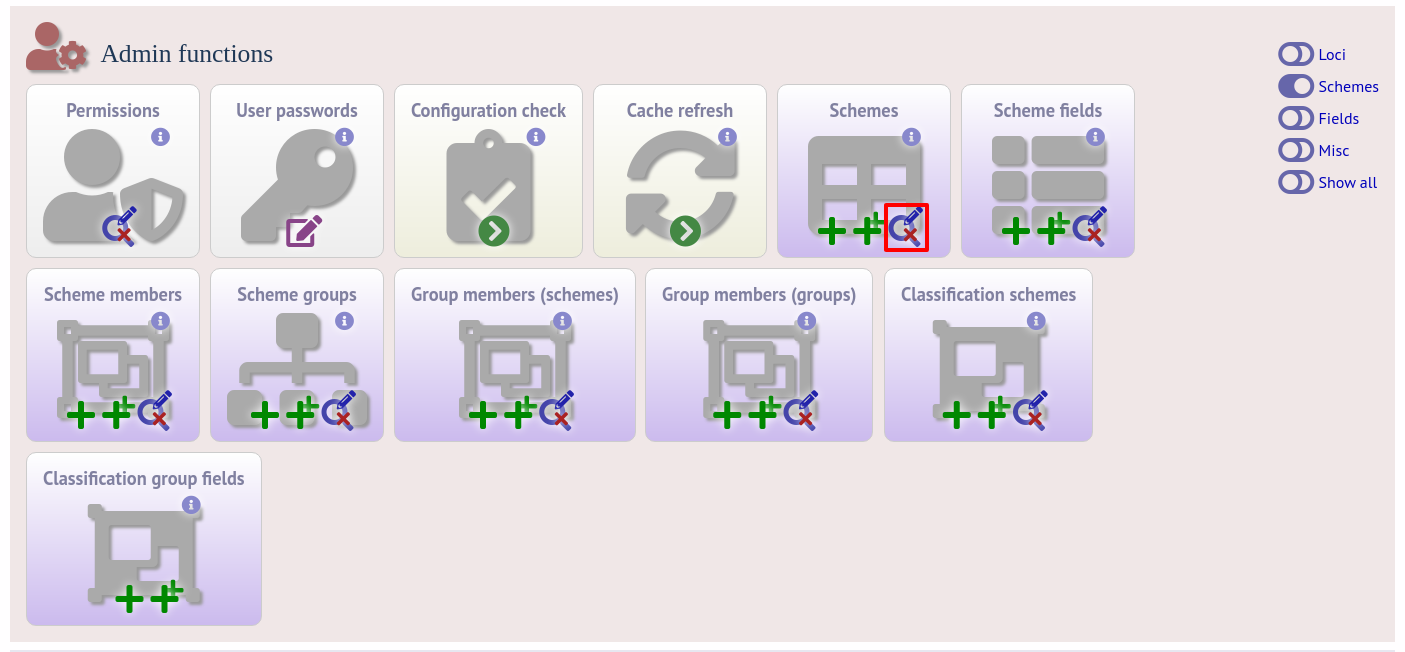 Admin functions
Loci
Schemes
Fields
Misc
Show all
Permissions
User passwords
Configuration check
Cache refresh
Schemes
Scheme fields
Scheme members
Scheme groups
Group members (schemes)
Group members (groups)
Classification schemes
Classification group fields